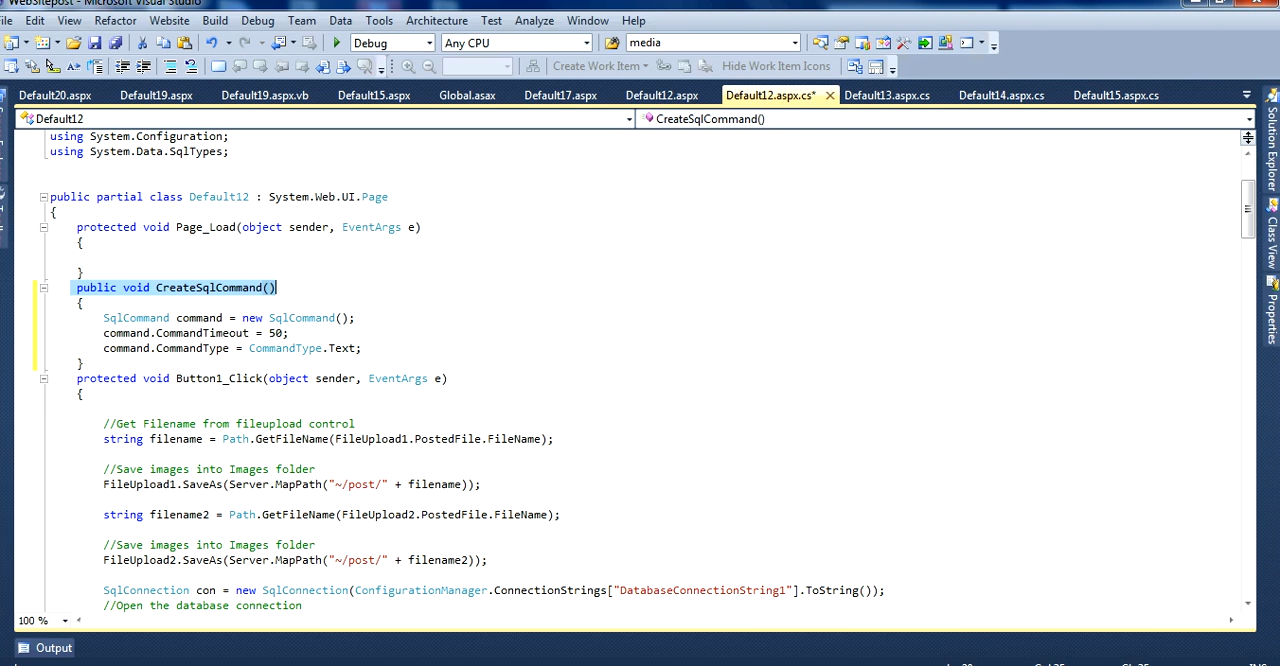 WebSitepost - Microsoft Visual Studio
File Edit View Refactor Website Build Debug Team Data Tools Architecture Test Analyze Window Help
Debug Any CPU media
Create Work Item Hide Work Item Icons
Default20.aspx Default19.aspx Default19.aspx.vb Default15.aspx Global.asax Default17.aspx Default12.aspx Default12.aspx.cs* Default13.aspx.cs Default14.aspx.cs Default15.aspx.cs
Default12 CreateSqlCommand()
using System.Configuration;
using System.Data.SqlTypes;
public partial class Default12 : System.Web.UI.Page
{
protected void Page_Load(object sender, EventArgs e)
{
}
public void CreateSqlCommand()
{
SqlCommand command = new SqlCommand();
command.CommandTimeout = 50;
command.CommandType = CommandType.Text;
}
protected void Button1_Click(object sender, EventArgs e)
{
//Get Filename from fileupload control
string filename = Path.GetFileName(FileUpload1.PostedFile.FileName);
//Save images into Images folder
FileUpload1.SaveAs(Server.MapPath("~/post/" + filename));
string filename2 = Path.GetFileName(FileUpload2.PostedFile.FileName);
//Save images into Images folder
FileUpload2.SaveAs(Server.MapPath("~/post/" + filename2));
SqlConnection con = new SqlConnection(ConfigurationManager.ConnectionStrings["DatabaseConnectionString1"].ToString());
//Open the database connection
100 %
Output
Solution Explorer
Class View
Properties